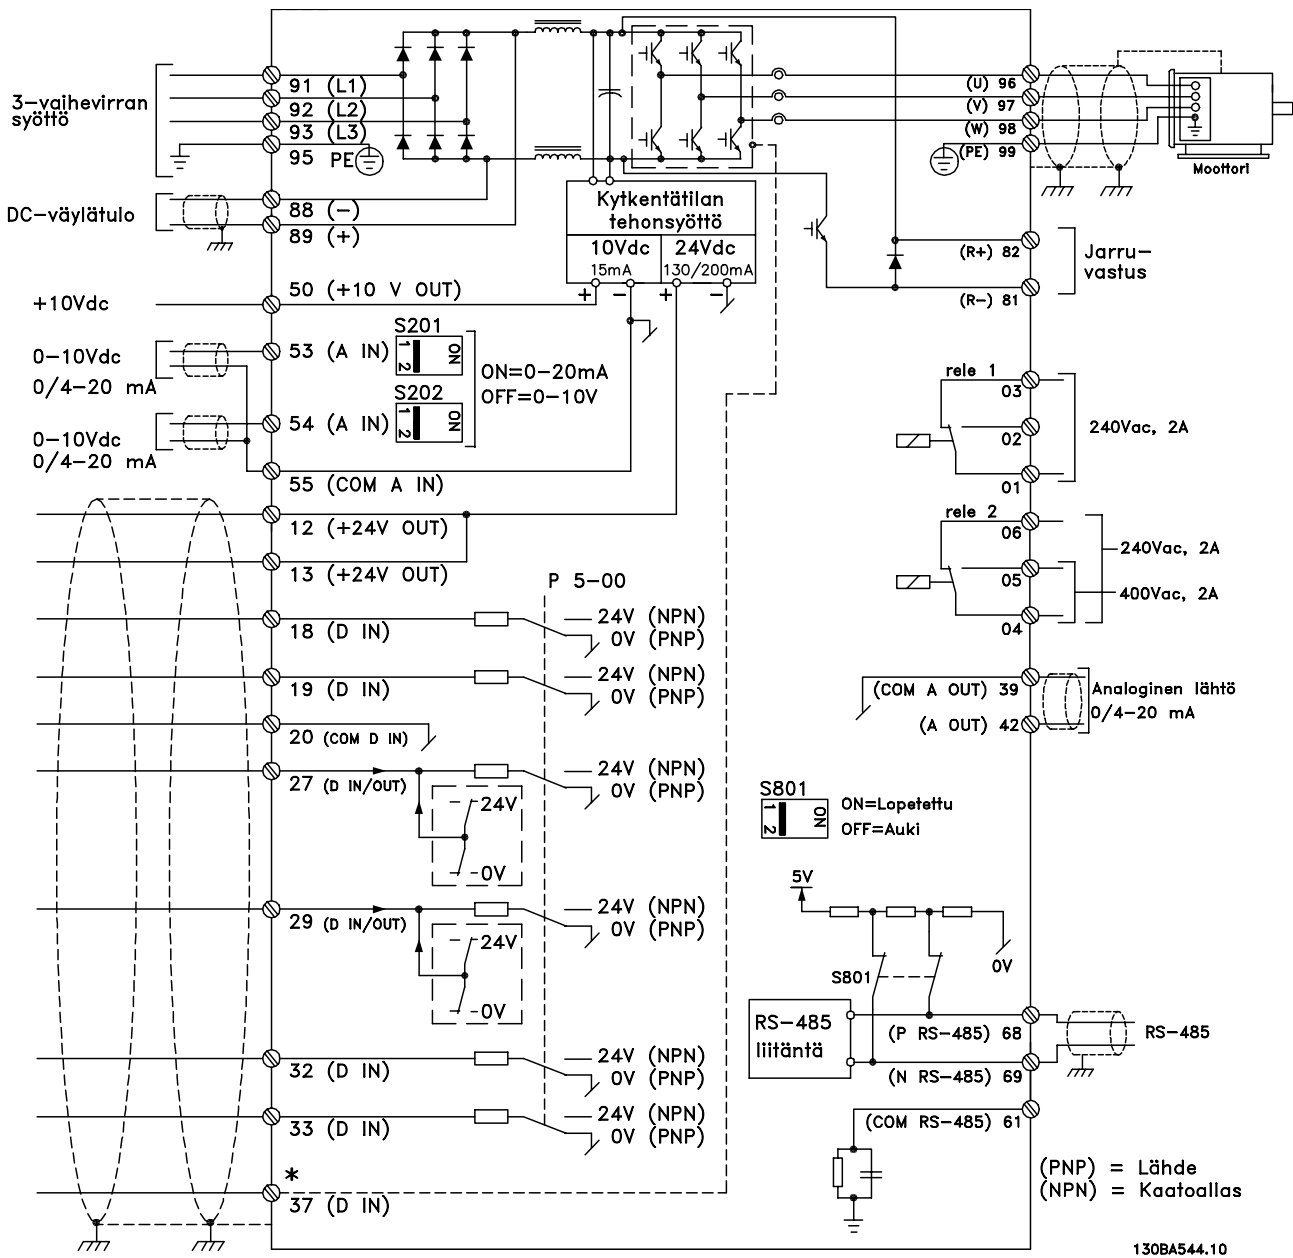 3-vaihevirran
syöttö
91 (L1)
92 (L2)
93 (L3)
95 PE
DC-väylätulo
88 (-)
89 (+)
+10Vdc
50 (+10 V OUT)
0-10Vdc
0/4-20 mA
53 (A IN)
S201
1 2
ON
ON=0-20mA
OFF=0-10V
0-10Vdc
0/4-20 mA
54 (A IN)
S202
1 2
ON
55 (COM A IN)
12 (+24V OUT)
13 (+24V OUT)
P 5-00
18 (D IN)
24V (NPN)
0V (PNP)
19 (D IN)
24V (NPN)
0V (PNP)
20 (COM D IN)
27 (D IN/OUT)
24V
0V
24V (NPN)
0V (PNP)
29 (D IN/OUT)
24V
0V
24V (NPN)
0V (PNP)
32 (D IN)
24V (NPN)
0V (PNP)
33 (D IN)
24V (NPN)
0V (PNP)
*
37 (D IN)
Kytkentätilan
tehonsyöttö
10Vdc
15mA
24Vdc
130/200mA
+ - + -
(U) 96
(V) 97
(W) 98
(PE) 99
Moottori
(R+) 82
(R-) 81
Jarru-
vastus
rele 1
03
02
01
240Vac, 2A
rele 2
06
05
04
240Vac, 2A
400Vac, 2A
(COM A OUT) 39
(A OUT) 42
Analoginen lähtö
0/4-20 mA
S801
1 2
ON
ON=Lopetettu
OFF=Auki
5V
0V
S801
RS-485
liitäntä
(P RS-485) 68
(N RS-485) 69
RS-485
(COM RS-485) 61
(PNP) = Lähde
(NPN) = Kaatoallas
130BA544.10